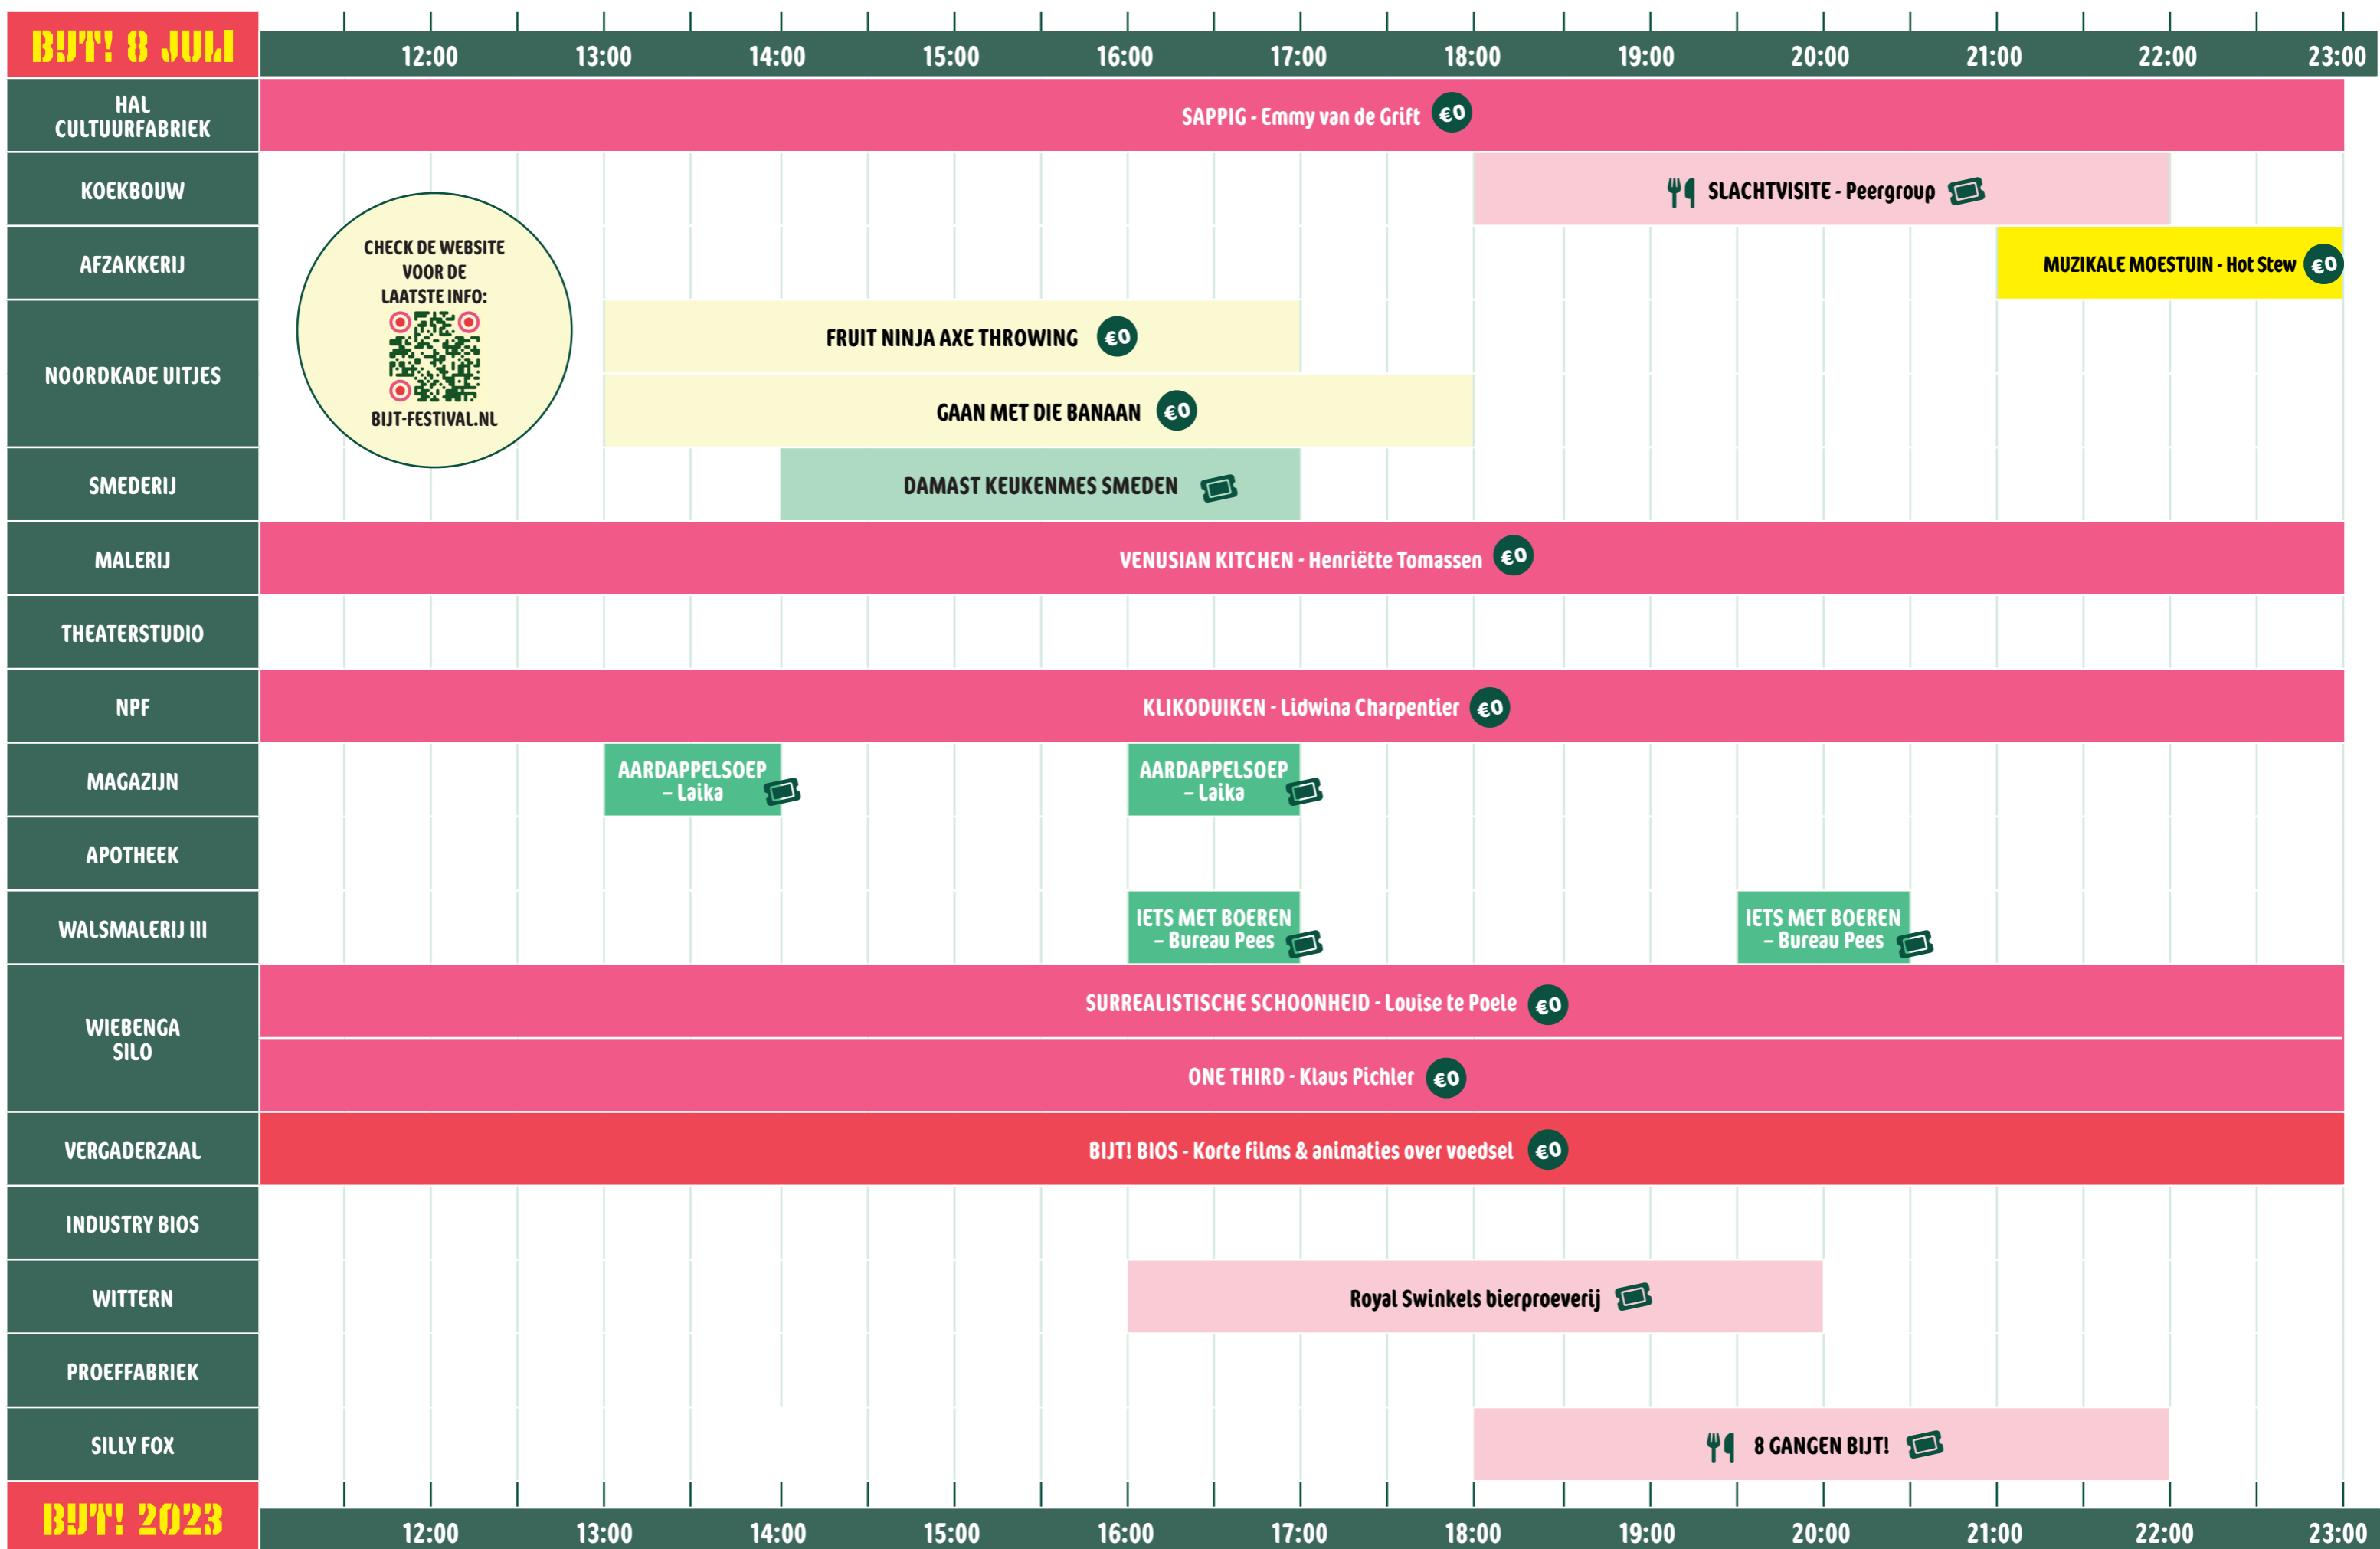 BIJT! 8 JULI
12:00 13:00 14:00 15:00 16:00 17:00 18:00 19:00 20:00 21:00 22:00 23:00
HAL
CULTUURFABRIEK
SAPPIG - Emmy van de Grift €0
KOEKBOUW
SLACHTVISITE - Peergroup
AFZAKKERIJ
MUZIKALE MOESTUIN - Hot Stew €0
CHECK DE WEBSITE
VOOR DE
LAATSTE INFO:
BIJT-FESTIVAL.NL
NOORDKADE UITJES
FRUIT NINJA AXE THROWING €0
GAAN MET DIE BANAAN €0
SMEDERIJ
DAMAST KEUKENMES SMEDEN
MALERIJ
VENUSIAN KITCHEN - Henriëtte Tomassen €0
THEATERSTUDIO
NPF
KLIKODUIKEN - Lidwina Charpentier €0
MAGAZIJN
AARDAPPELSOEP
– Laika
AARDAPPELSOEP
– Laika
APOTHEEK
WALSMALERIJ III
IETS MET BOEREN
– Bureau Pees
IETS MET BOEREN
– Bureau Pees
WIEBENGA
SILO
SURREALISTISCHE SCHOONHEID - Louise te Poele €0
ONE THIRD - Klaus Pichler €0
VERGADERZAAL
BIJT! BIOS - Korte films & animaties over voedsel €0
INDUSTRY BIOS
WITTERN
Royal Swinkels bierproeverij
PROEFFABRIEK
SILLY FOX
8 GANGEN BIJT!
BIJT! 2023
12:00 13:00 14:00 15:00 16:00 17:00 18:00 19:00 20:00 21:00 22:00 23:00